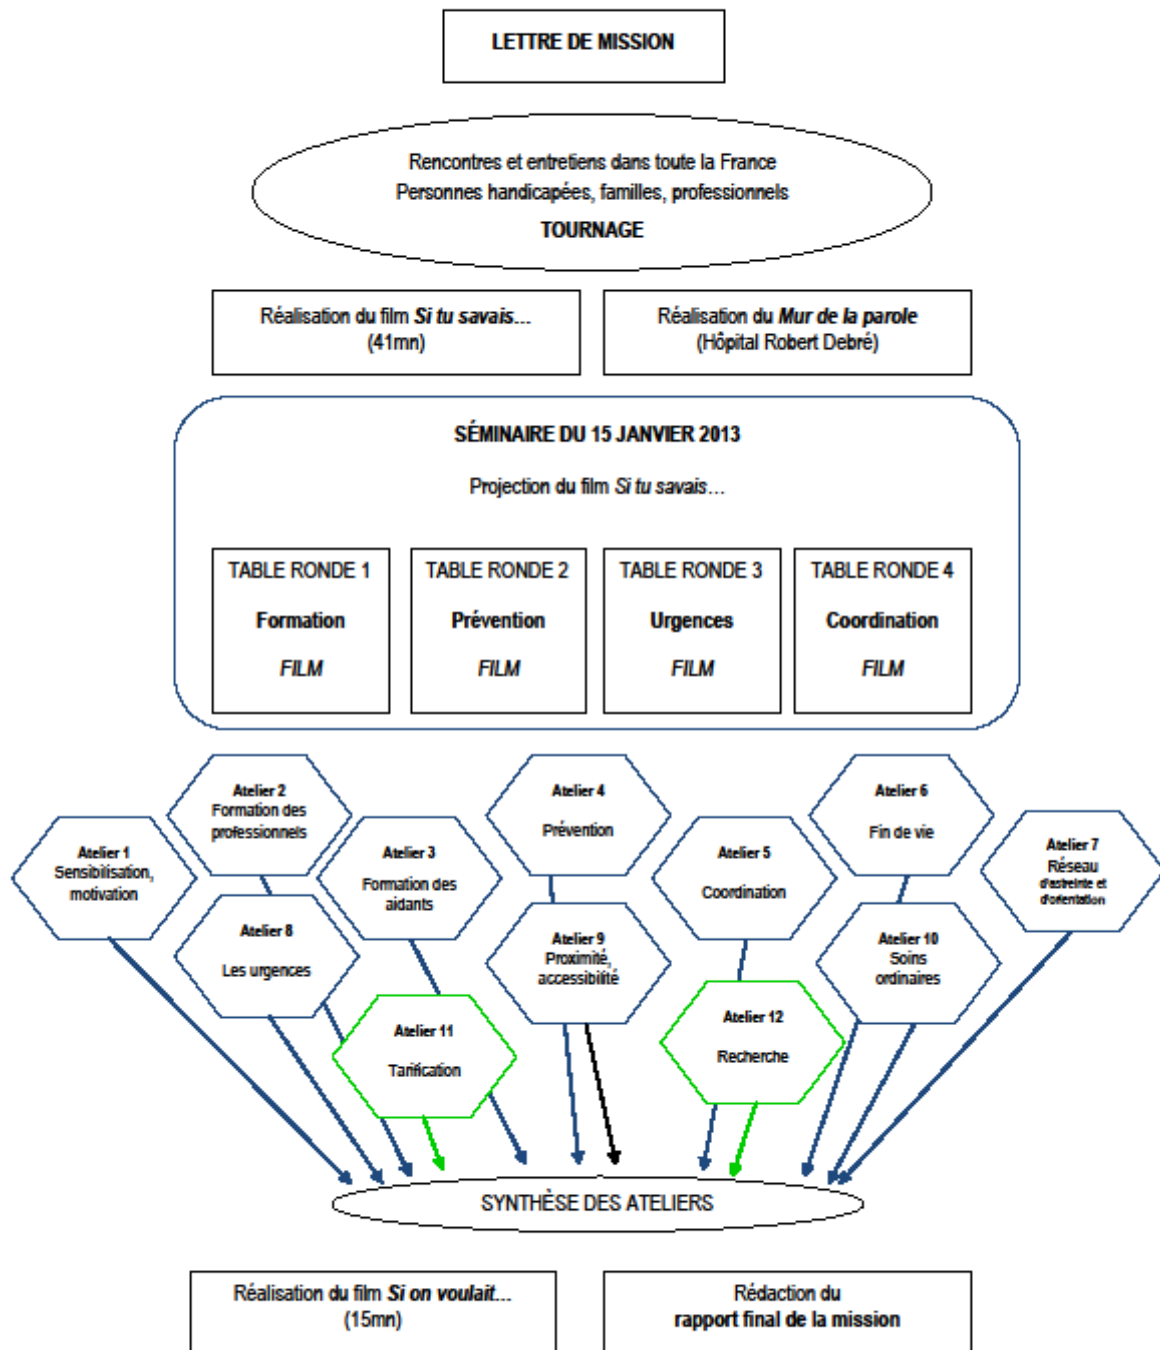 LETTRE DE MISSION
Rencontres et entretiens dans toute la France
Personnes handicapées, familles, professionnels
TOURNAGE
Réalisation du film Si tu savais…
(41mn)
Réalisation du Mur de la parole
(Hôpital Robert Debré)
SÉMINAIRE DU 15 JANVIER 2013
Projection du film Si tu savais…
TABLE RONDE 1
Formation
FILM
TABLE RONDE 2
Prévention
FILM
TABLE RONDE 3
Urgences
FILM
TABLE RONDE 4
Coordination
FILM
Atelier 1
Sensibilisation,
motivation
Atelier 2
Formation des
professionnels
Atelier 3
Formation des
aidants
Atelier 4
Prévention
Atelier 5
Coordination
Atelier 6
Fin de vie
Atelier 7
Réseau
d'astreinte et
d'orientation
Atelier 8
Les urgences
Atelier 9
Proximité,
accessibilité
Atelier 10
Soins
ordinaires
Atelier 11
Tarification
Atelier 12
Recherche
SYNTHÈSE DES ATELIERS
Réalisation du film Si on voulait…
(15mn)
Rédaction du
rapport final de la mission